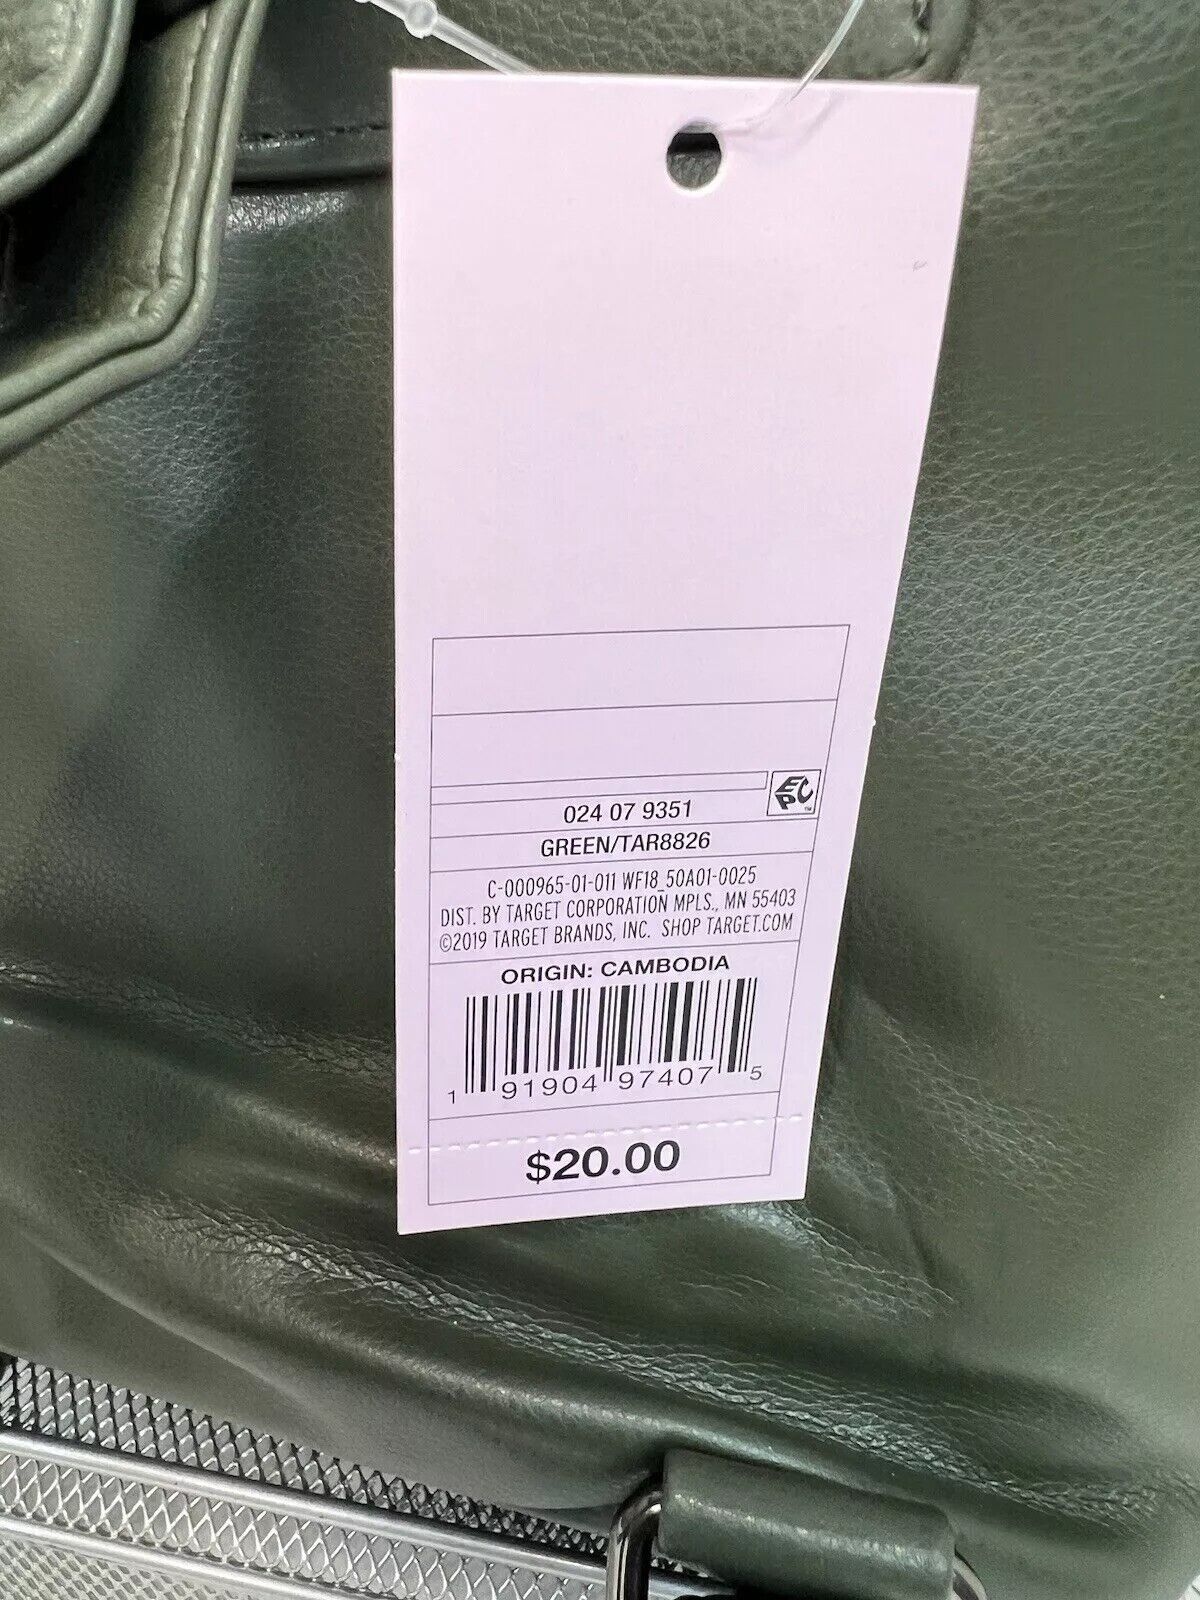 EPC™
024 07 9351
GREEN/TAR8826
C-000965-01-011 WF18_50A01-0025
DIST. BY TARGET CORPORATION MPLS., MN 55403
©2019 TARGET BRANDS, INC. SHOP TARGET.COM
ORIGIN: CAMBODIA
1 91904 97407 5
$20.00